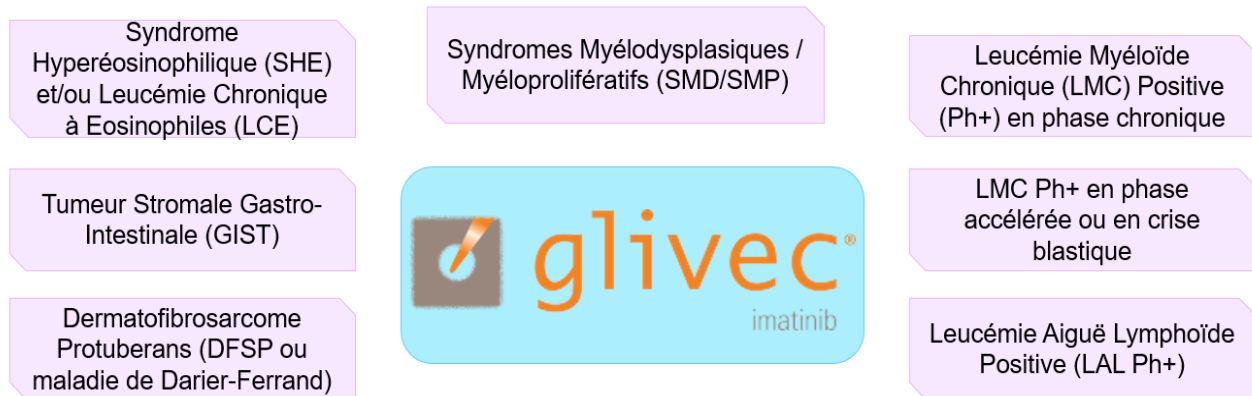 Syndrome
Hyperéosinophilique (SHE)
et/ou Leucémie Chronique
à Eosinophiles (LCE)
Syndromes Myélodysplasiques /
Myéloprolifératifs (SMD/SMP)
Leucémie Myéloïde
Chronique (LMC) Positive
(Ph+) en phase chronique
Tumeur Stromale Gastro-
Intestinale (GIST)
glivec®
imatinib
LMC Ph+ en phase
accélérée ou en crise
blastique
Dermatofibrosarcome
Protuberans (DFSP ou
maladie de Darier-Ferrand)
Leucémie Aiguë Lymphoïde
Positive (LAL Ph+)